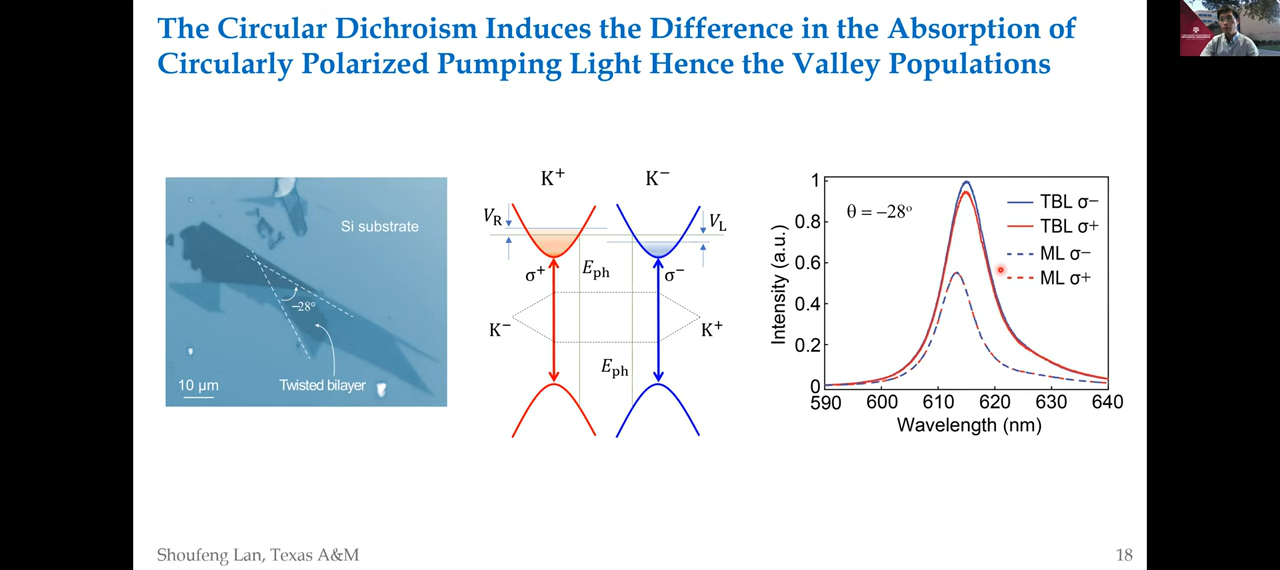 The Circular Dichroism Induces the Difference in the Absorption of
Circularly Polarized Pumping Light Hence the Valley Populations
Si substrate
−28°
10 μm
Twisted bilayer
K⁺
K⁻
V_R
V_L
σ⁺
E_ph
σ⁻
K⁻
K⁺
E_ph
θ = −28°
TBL σ−
TBL σ+
ML σ−
ML σ+
Intensity (a.u.)
1
0.8
0.6
0.4
0.2
0
590 600 610 620 630 640
Wavelength (nm)
Shoufeng Lan, Texas A&M
18